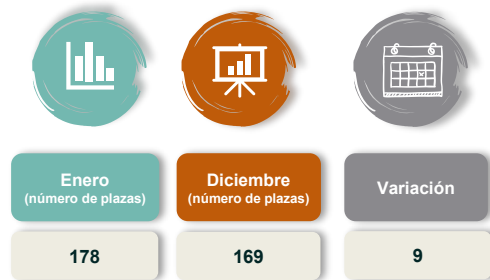 Enero
(número de plazas)
Diciembre
(número de plazas)
Variación
178
169
9